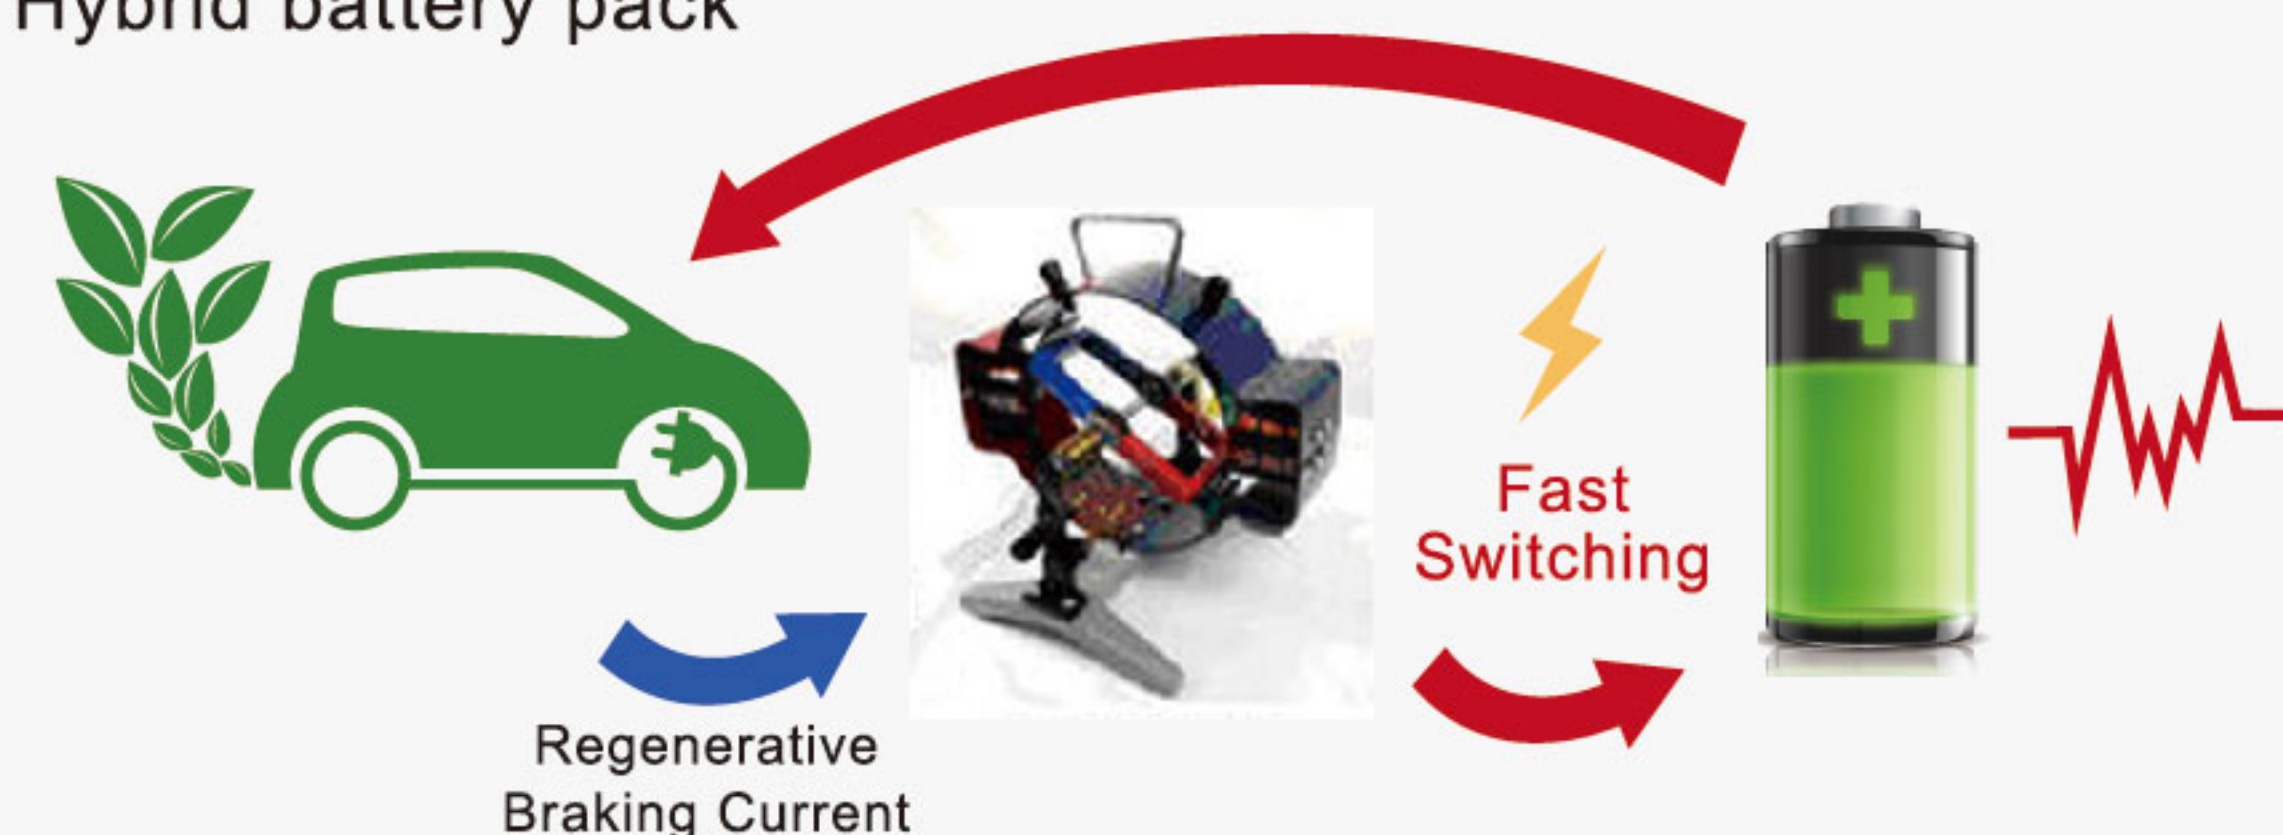 Hybrid battery pack
Fast
Switching
Regenerative
Braking Current